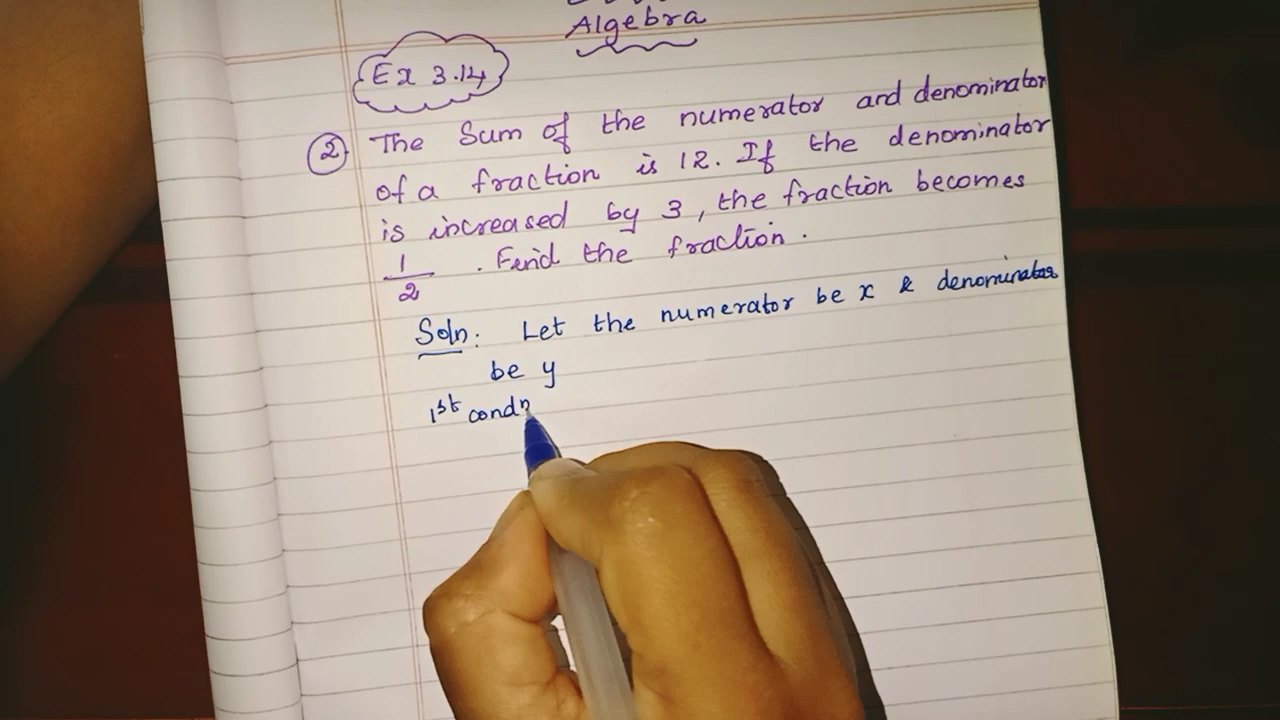 Algebra
Ex 3.14
② The Sum of the numerator and denominator
of a fraction is 12. If the denominator
is increased by 3, the fraction becomes
1/2. Find the fraction.
Soln: Let the numerator be x & denominator
be y
1st condn